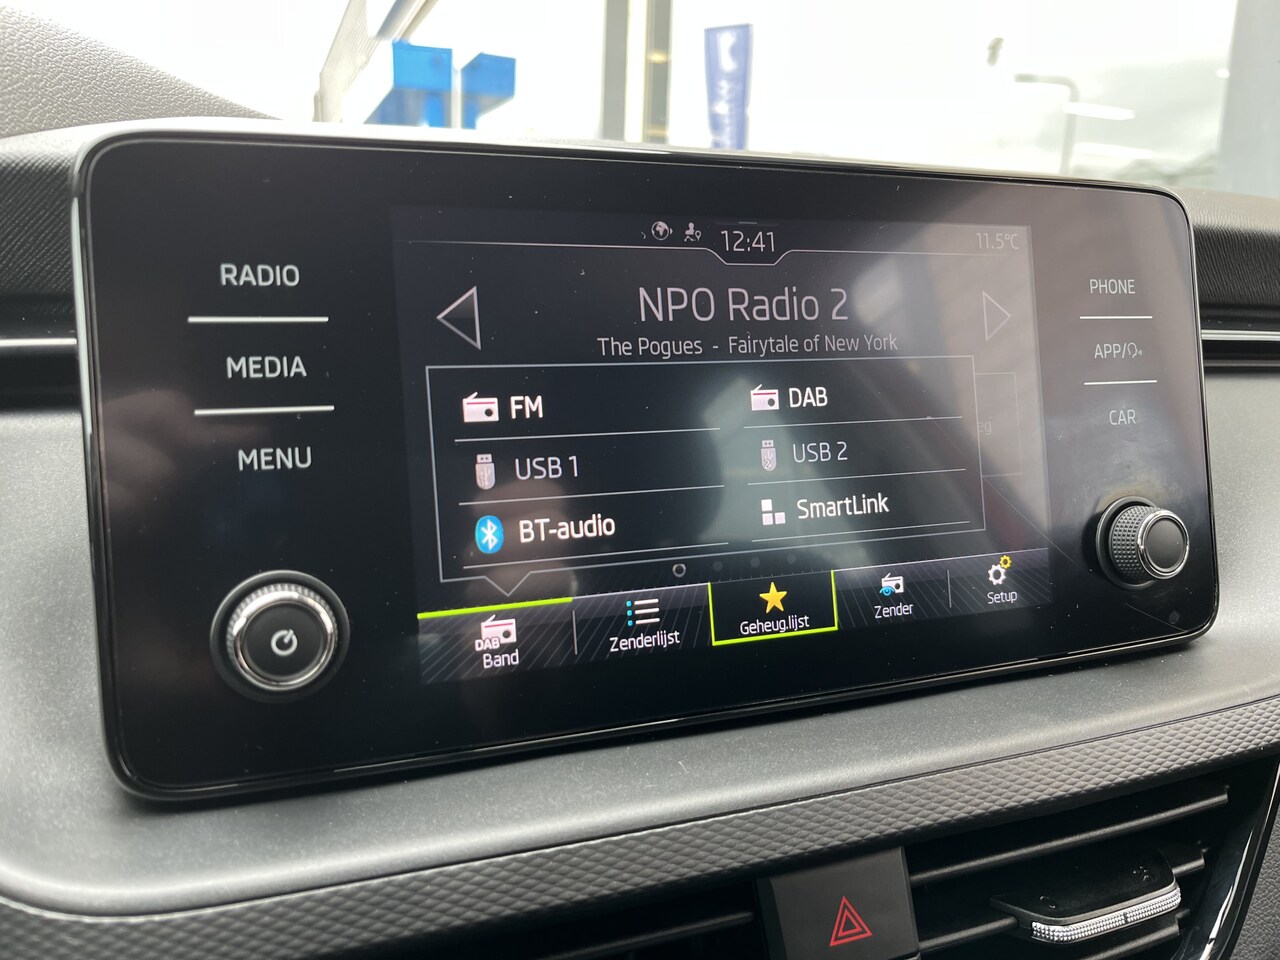 12:41
11.5°C
RADIO
MEDIA
MENU
NPO Radio 2
The Pogues - Fairytale of New York
FM
DAB
USB 1
USB 2
BT-audio
SmartLink
DAB
Band
Zenderlijst
Geheug.lijst
Zender
Setup
PHONE
APP/
CAR